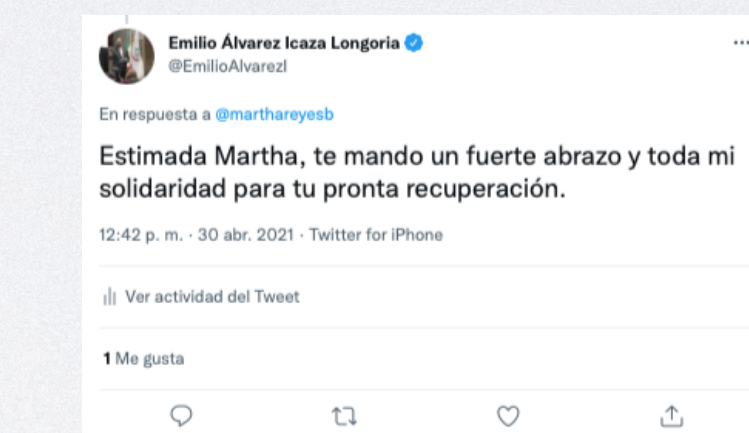 Emilio Álvarez Icaza Longoria
@EmilioAlvarezI
En respuesta a @marthareyesb
Estimada Martha, te mando un fuerte abrazo y toda mi
solidaridad para tu pronta recuperación.
12:42 p. m. · 30 abr. 2021 · Twitter for iPhone
Ver actividad del Tweet
1 Me gusta